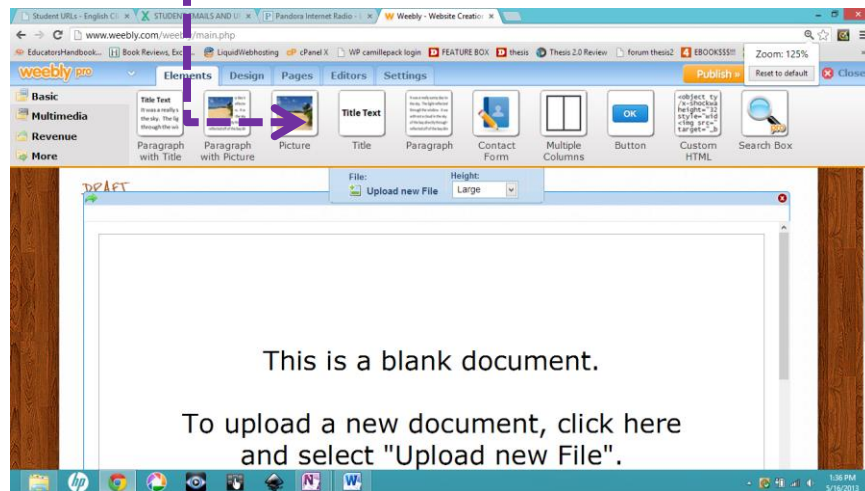 Student URLs - English Cl
STUDENT EMAILS AND U
Pandora Internet Radio -
Weebly - Website Creation
www.weebly.com/weebly/main.php
EducatorsHandbook...
Book Reviews, Exc
LiquidWebhosting
cPanel X
WP camillepeck login
FEATURE BOX
thesis
Thesis 2.0 Review
forum thesis2
EBOOKS$$!!
Zoom: 125%
Reset to default
weebly pro
Elements
Design
Pages
Editors
Settings
Publish »
Close
Basic
Multimedia
Revenue
More
Title Text
Paragraph with Title
Paragraph with Picture
Picture
Title Text
Title
Paragraph
Contact Form
Multiple Columns
OK
Button
Custom HTML
PRO
Search Box
DRAFT
File:
Upload new File
Height:
Large
This is a blank document.
To upload a new document, click here
and select "Upload new File".
hp
N
W
1:36 PM
5/16/2013